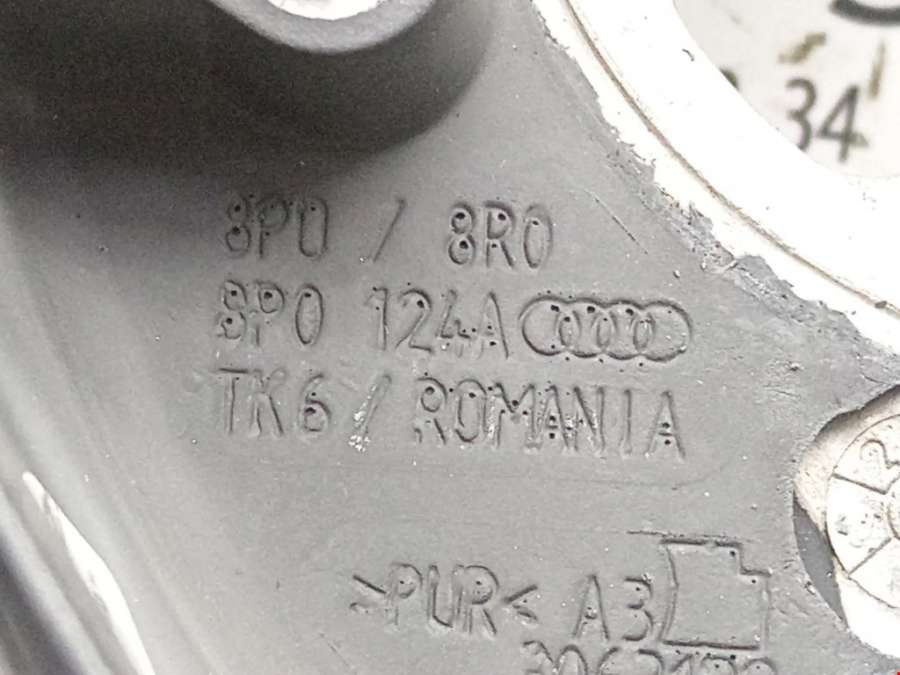 34
8P0 / 8R0
8P0 124A
TK6 / ROMANIA
>PUR< A3